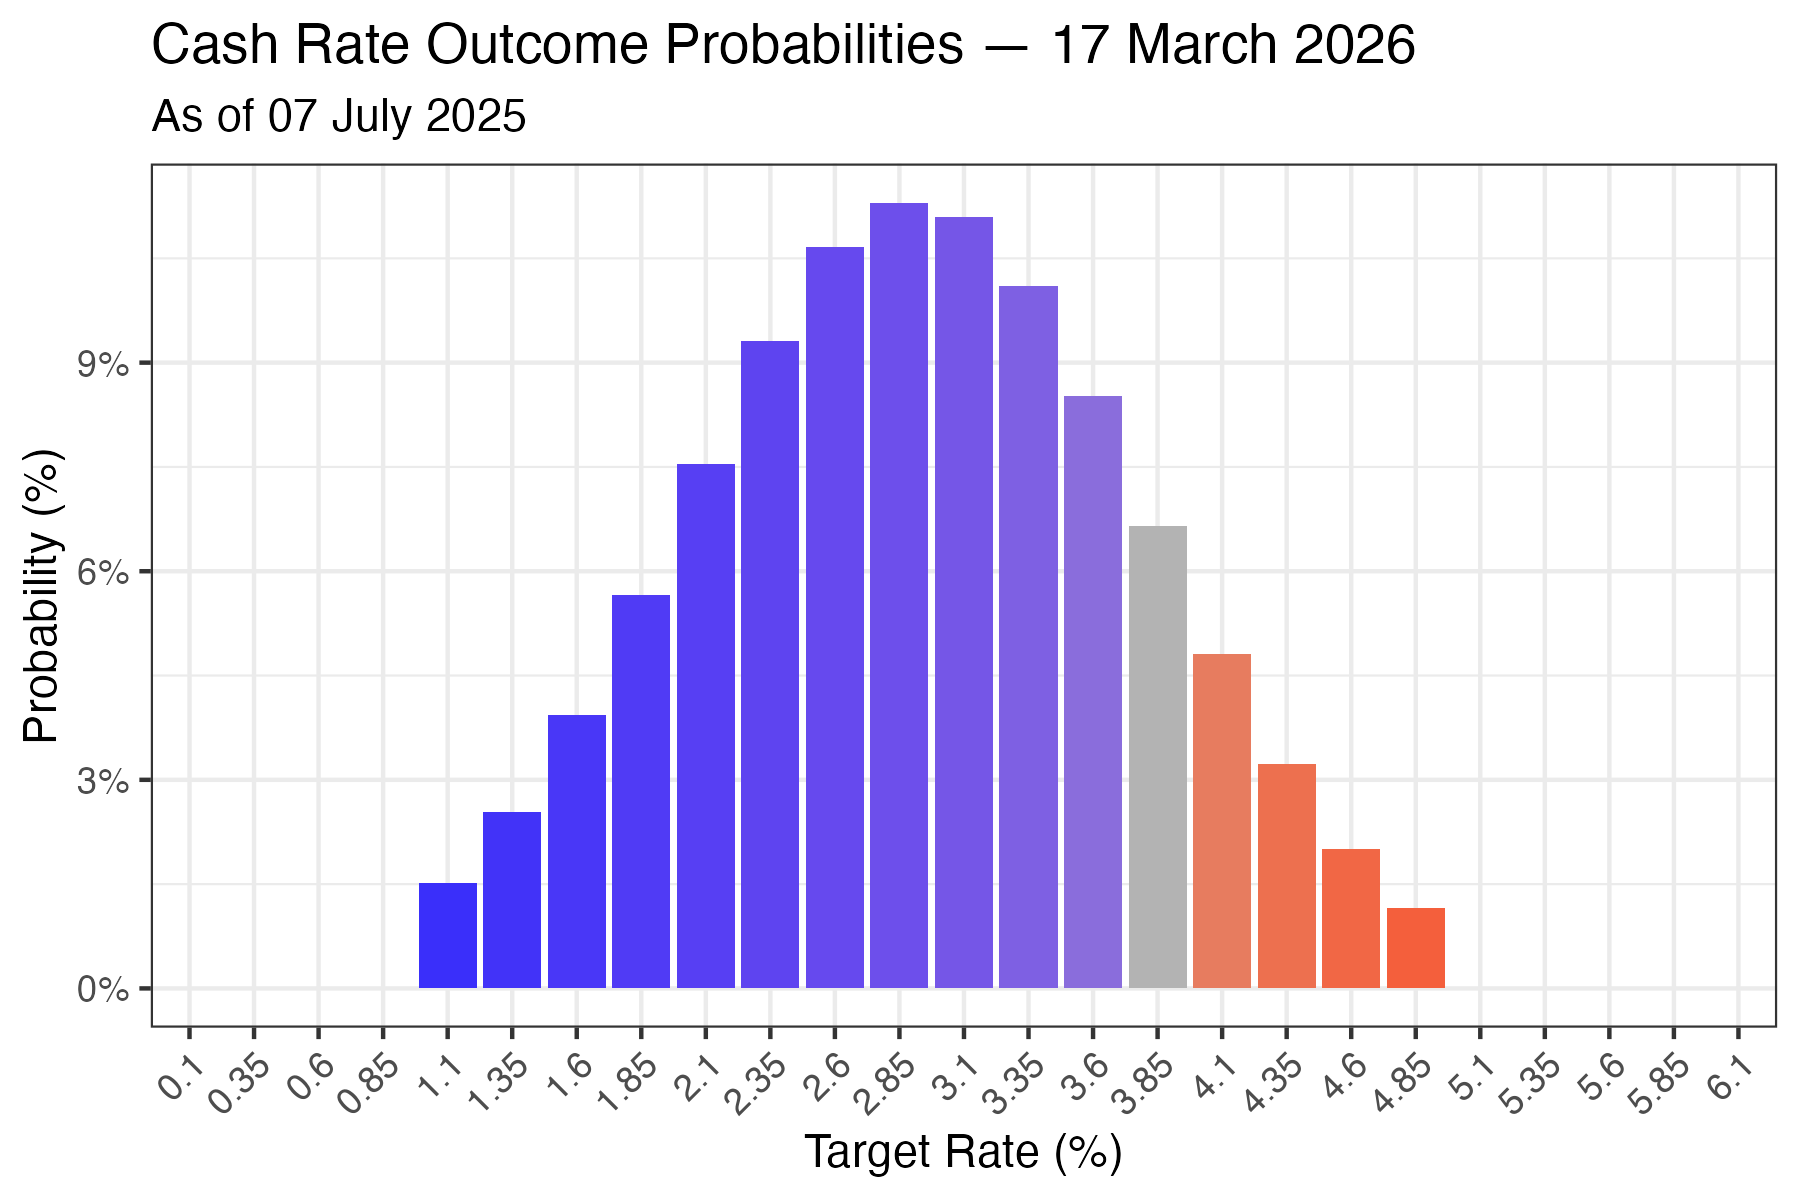 Cash Rate Outcome Probabilities — 17 March 2026
As of 07 July 2025
Probability (%)
9%
6%
3%
0%
0.1 0.35 0.6 0.85 1.1 1.35 1.6 1.85 2.1 2.35 2.6 2.85 3.1 3.35 3.6 3.85 4.1 4.35 4.6 4.85 5.1 5.35 5.6 5.85 6.1
Target Rate (%)